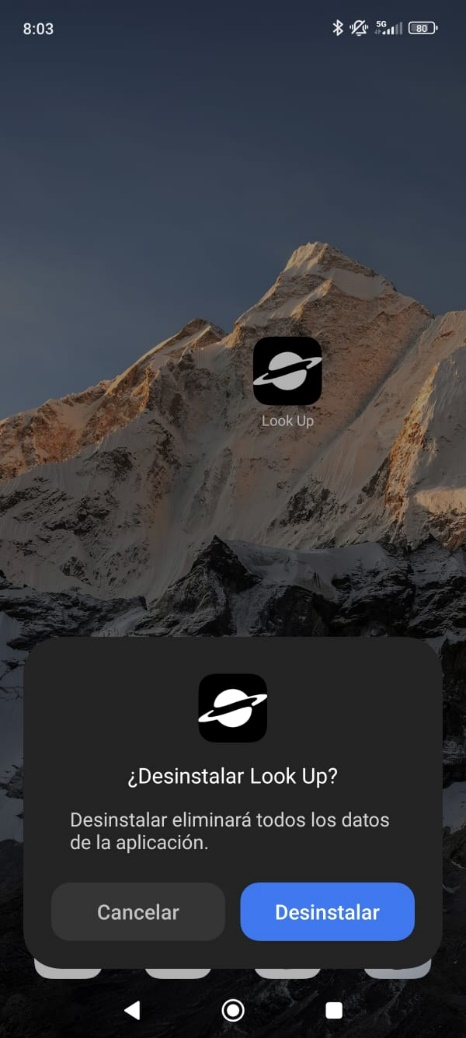 8:03
5G
80
Look Up
¿Desinstalar Look Up?
Desinstalar eliminará todos los datos
de la aplicación.
Cancelar
Desinstalar